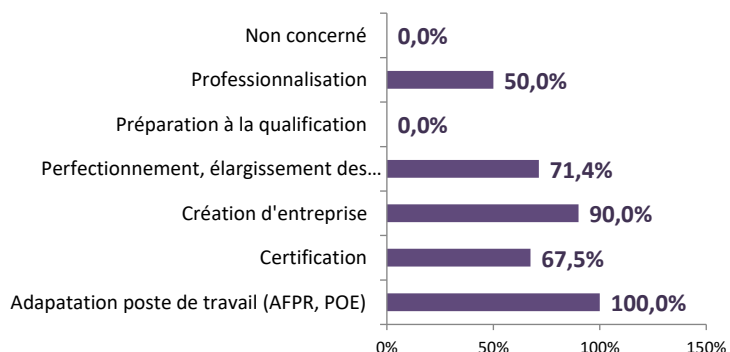 Non concerné 0,0%
Professionnalisation 50,0%
Préparation à la qualification 0,0%
Perfectionnement, élargissement des... 71,4%
Création d'entreprise 90,0%
Certification 67,5%
Adapatation poste de travail (AFPR, POE) 100,0%
0% 50% 100% 150%